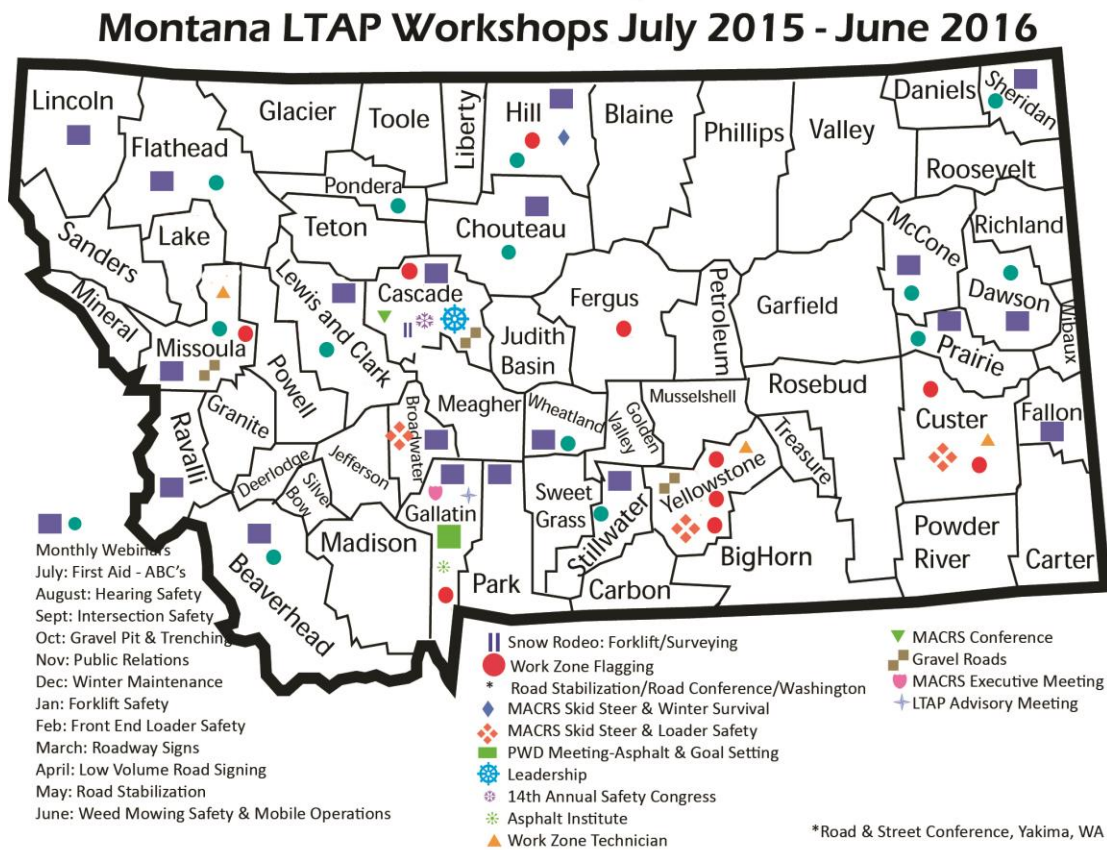 Montana LTAP Workshops July 2015 - June 2016
Lincoln
Flathead
Glacier
Toole
Liberty
Hill
Blaine
Phillips
Valley
Daniels
Sheridan
Roosevelt
Sanders
Lake
Pondera
Teton
Chouteau
McCone
Richland
Mineral
Missoula
Lewis and Clark
Cascade
Judith
Basin
Fergus
Petroleum
Garfield
Dawson
Wibaux
Prairie
Ravalli
Granite
Powell
Broadwater
Meagher
Wheatland
Golden
Valley
Musselshell
Rosebud
Treasure
Custer
Fallon
Deerlodge
Silver
Bow
Jefferson
Gallatin
Sweet
Grass
Stillwater
Yellowstone
BigHorn
Powder
River
Carter
Beaverhead
Madison
Park
Carbon
Monthly Webinars
July: First Aid - ABC's
August: Hearing Safety
Sept: Intersection Safety
Oct: Gravel Pit & Trenching
Nov: Public Relations
Dec: Winter Maintenance
Jan: Forklift Safety
Feb: Front End Loader Safety
March: Roadway Signs
April: Low Volume Road Signing
May: Road Stabilization
June: Weed Mowing Safety & Mobile Operations
Snow Rodeo: Forklift/Surveying
Work Zone Flagging
* Road Stabilization/Road Conference/Washington
MACRS Skid Steer & Winter Survival
MACRS Skid Steer & Loader Safety
PWD Meeting-Asphalt & Goal Setting
Leadership
14th Annual Safety Congress
Asphalt Institute
Work Zone Technician
MACRS Conference
Gravel Roads
MACRS Executive Meeting
LTAP Advisory Meeting
*Road & Street Conference, Yakima, WA